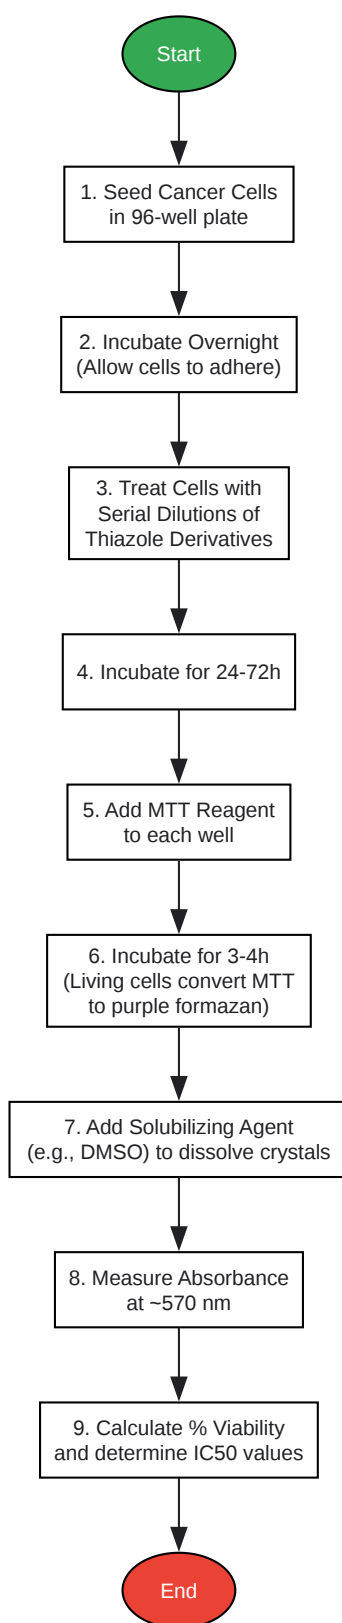 Start
1. Seed Cancer Cells
in 96-well plate
2. Incubate Overnight
(Allow cells to adhere)
3. Treat Cells with
Serial Dilutions of
Thiazole Derivatives
4. Incubate for 24-72h
5. Add MTT Reagent
to each well
6. Incubate for 3-4h
(Living cells convert MTT
to purple formazan)
7. Add Solubilizing Agent
(e.g., DMSO) to dissolve crystals
8. Measure Absorbance
at ~570 nm
9. Calculate % Viability
and determine IC50 values
End